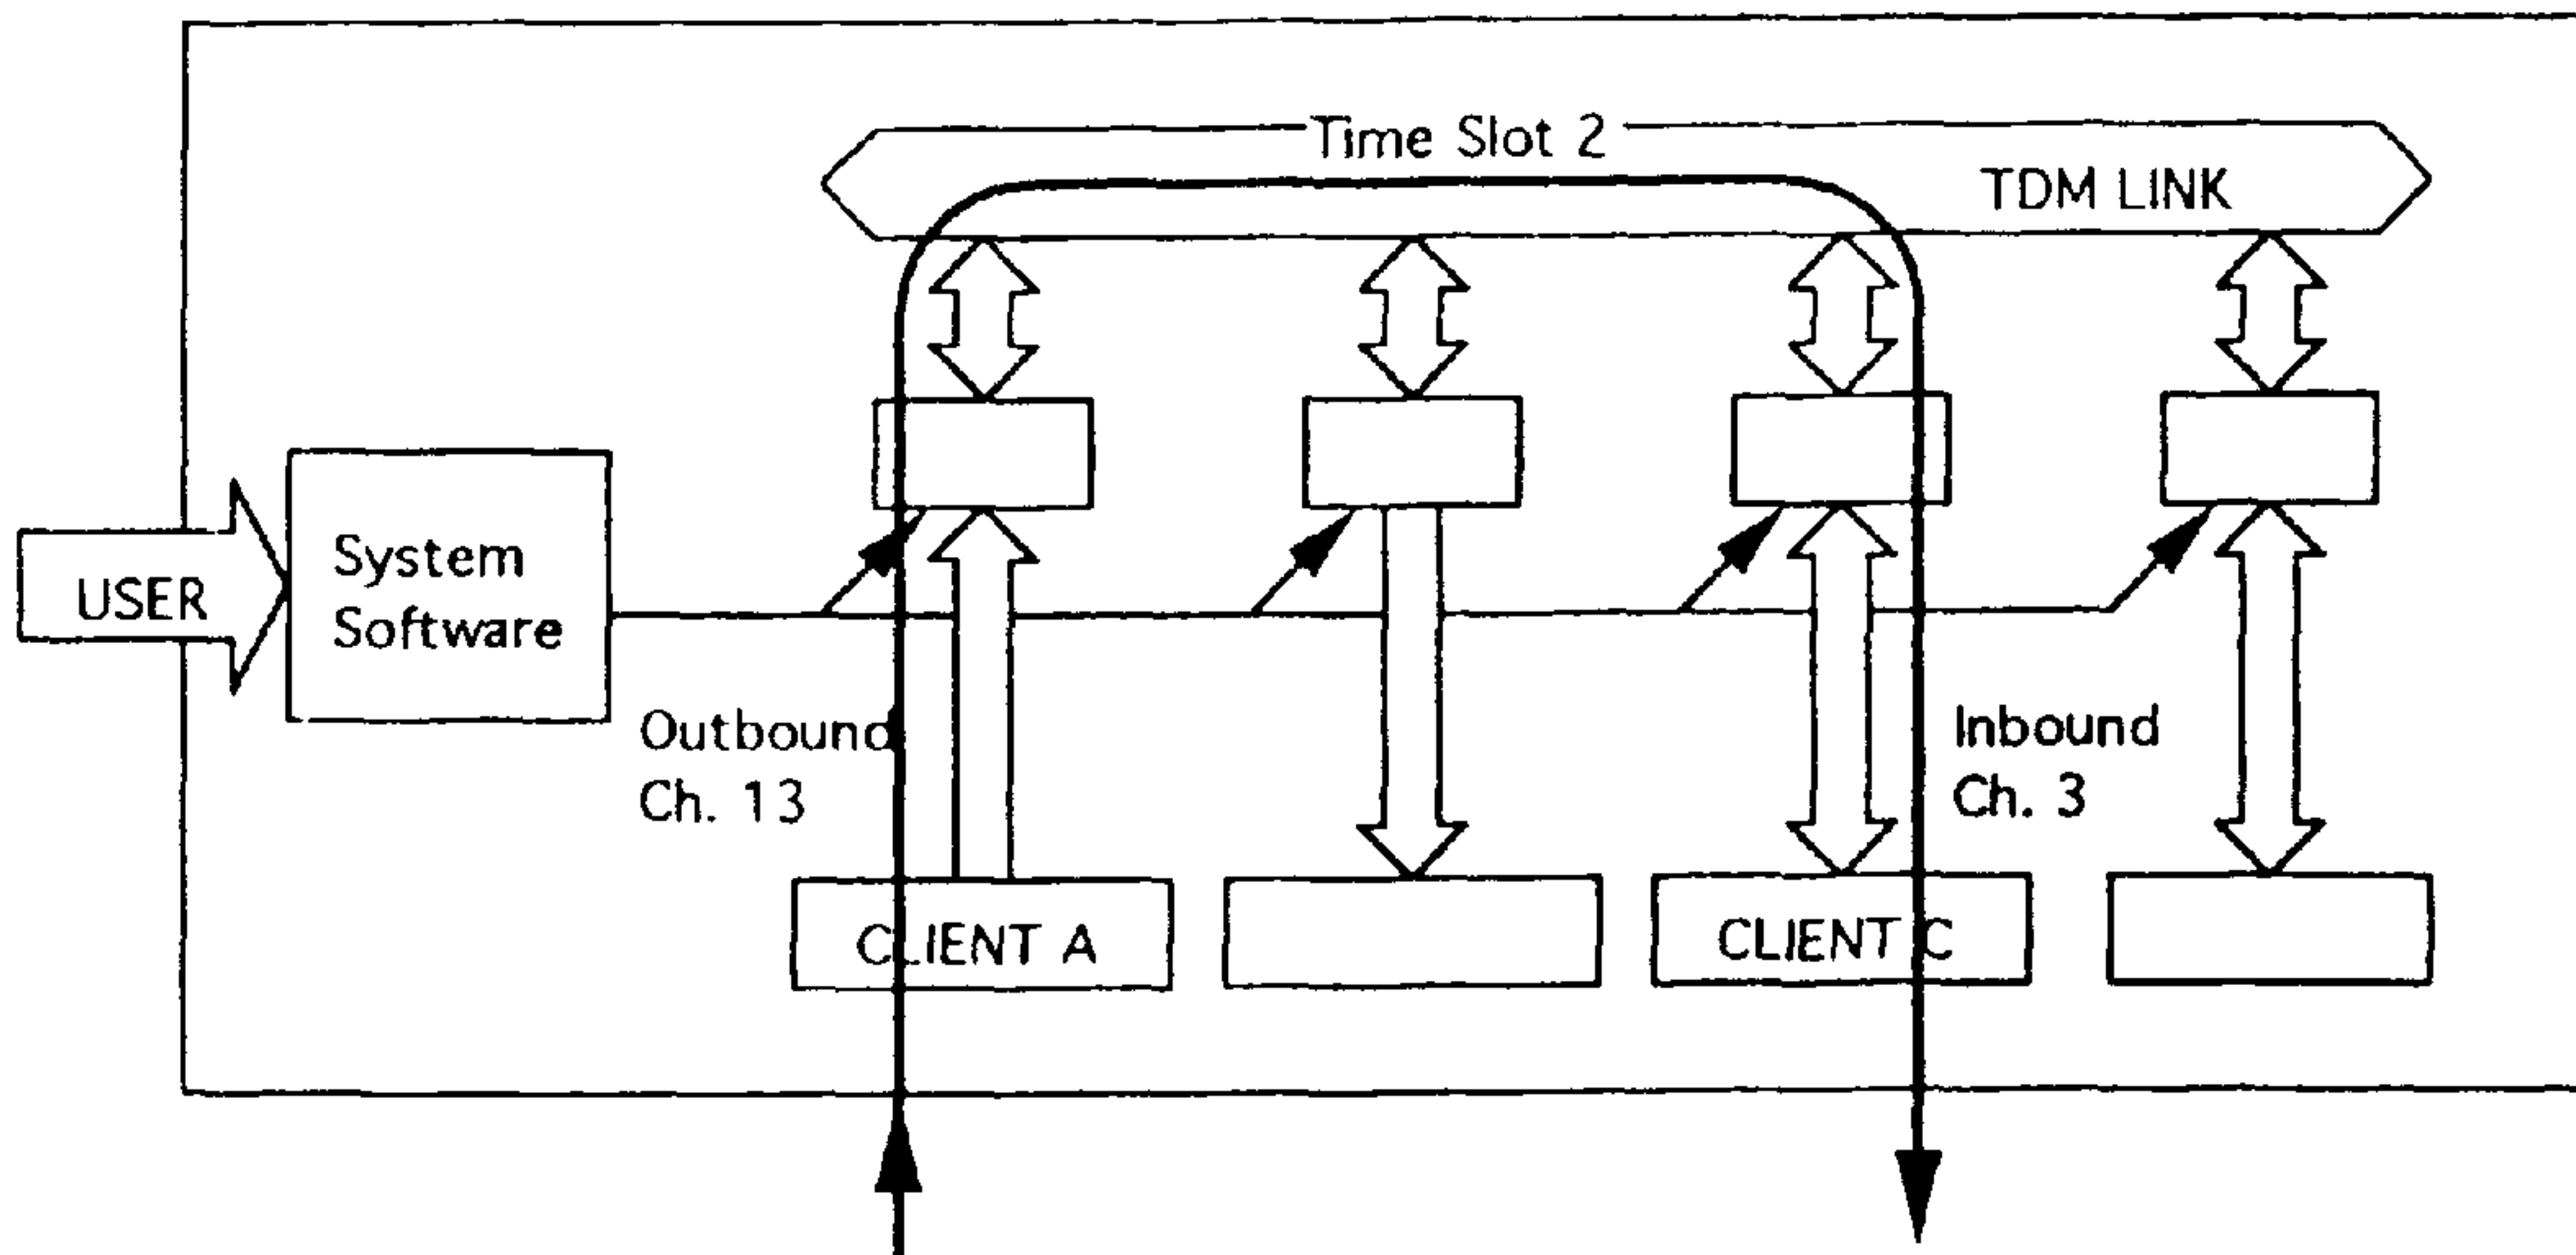 Time Slot 2
TDM LINK
USER
System
Software
Outbound
Ch. 13
Inbound
Ch. 3
CLIENT A
CLIENT C